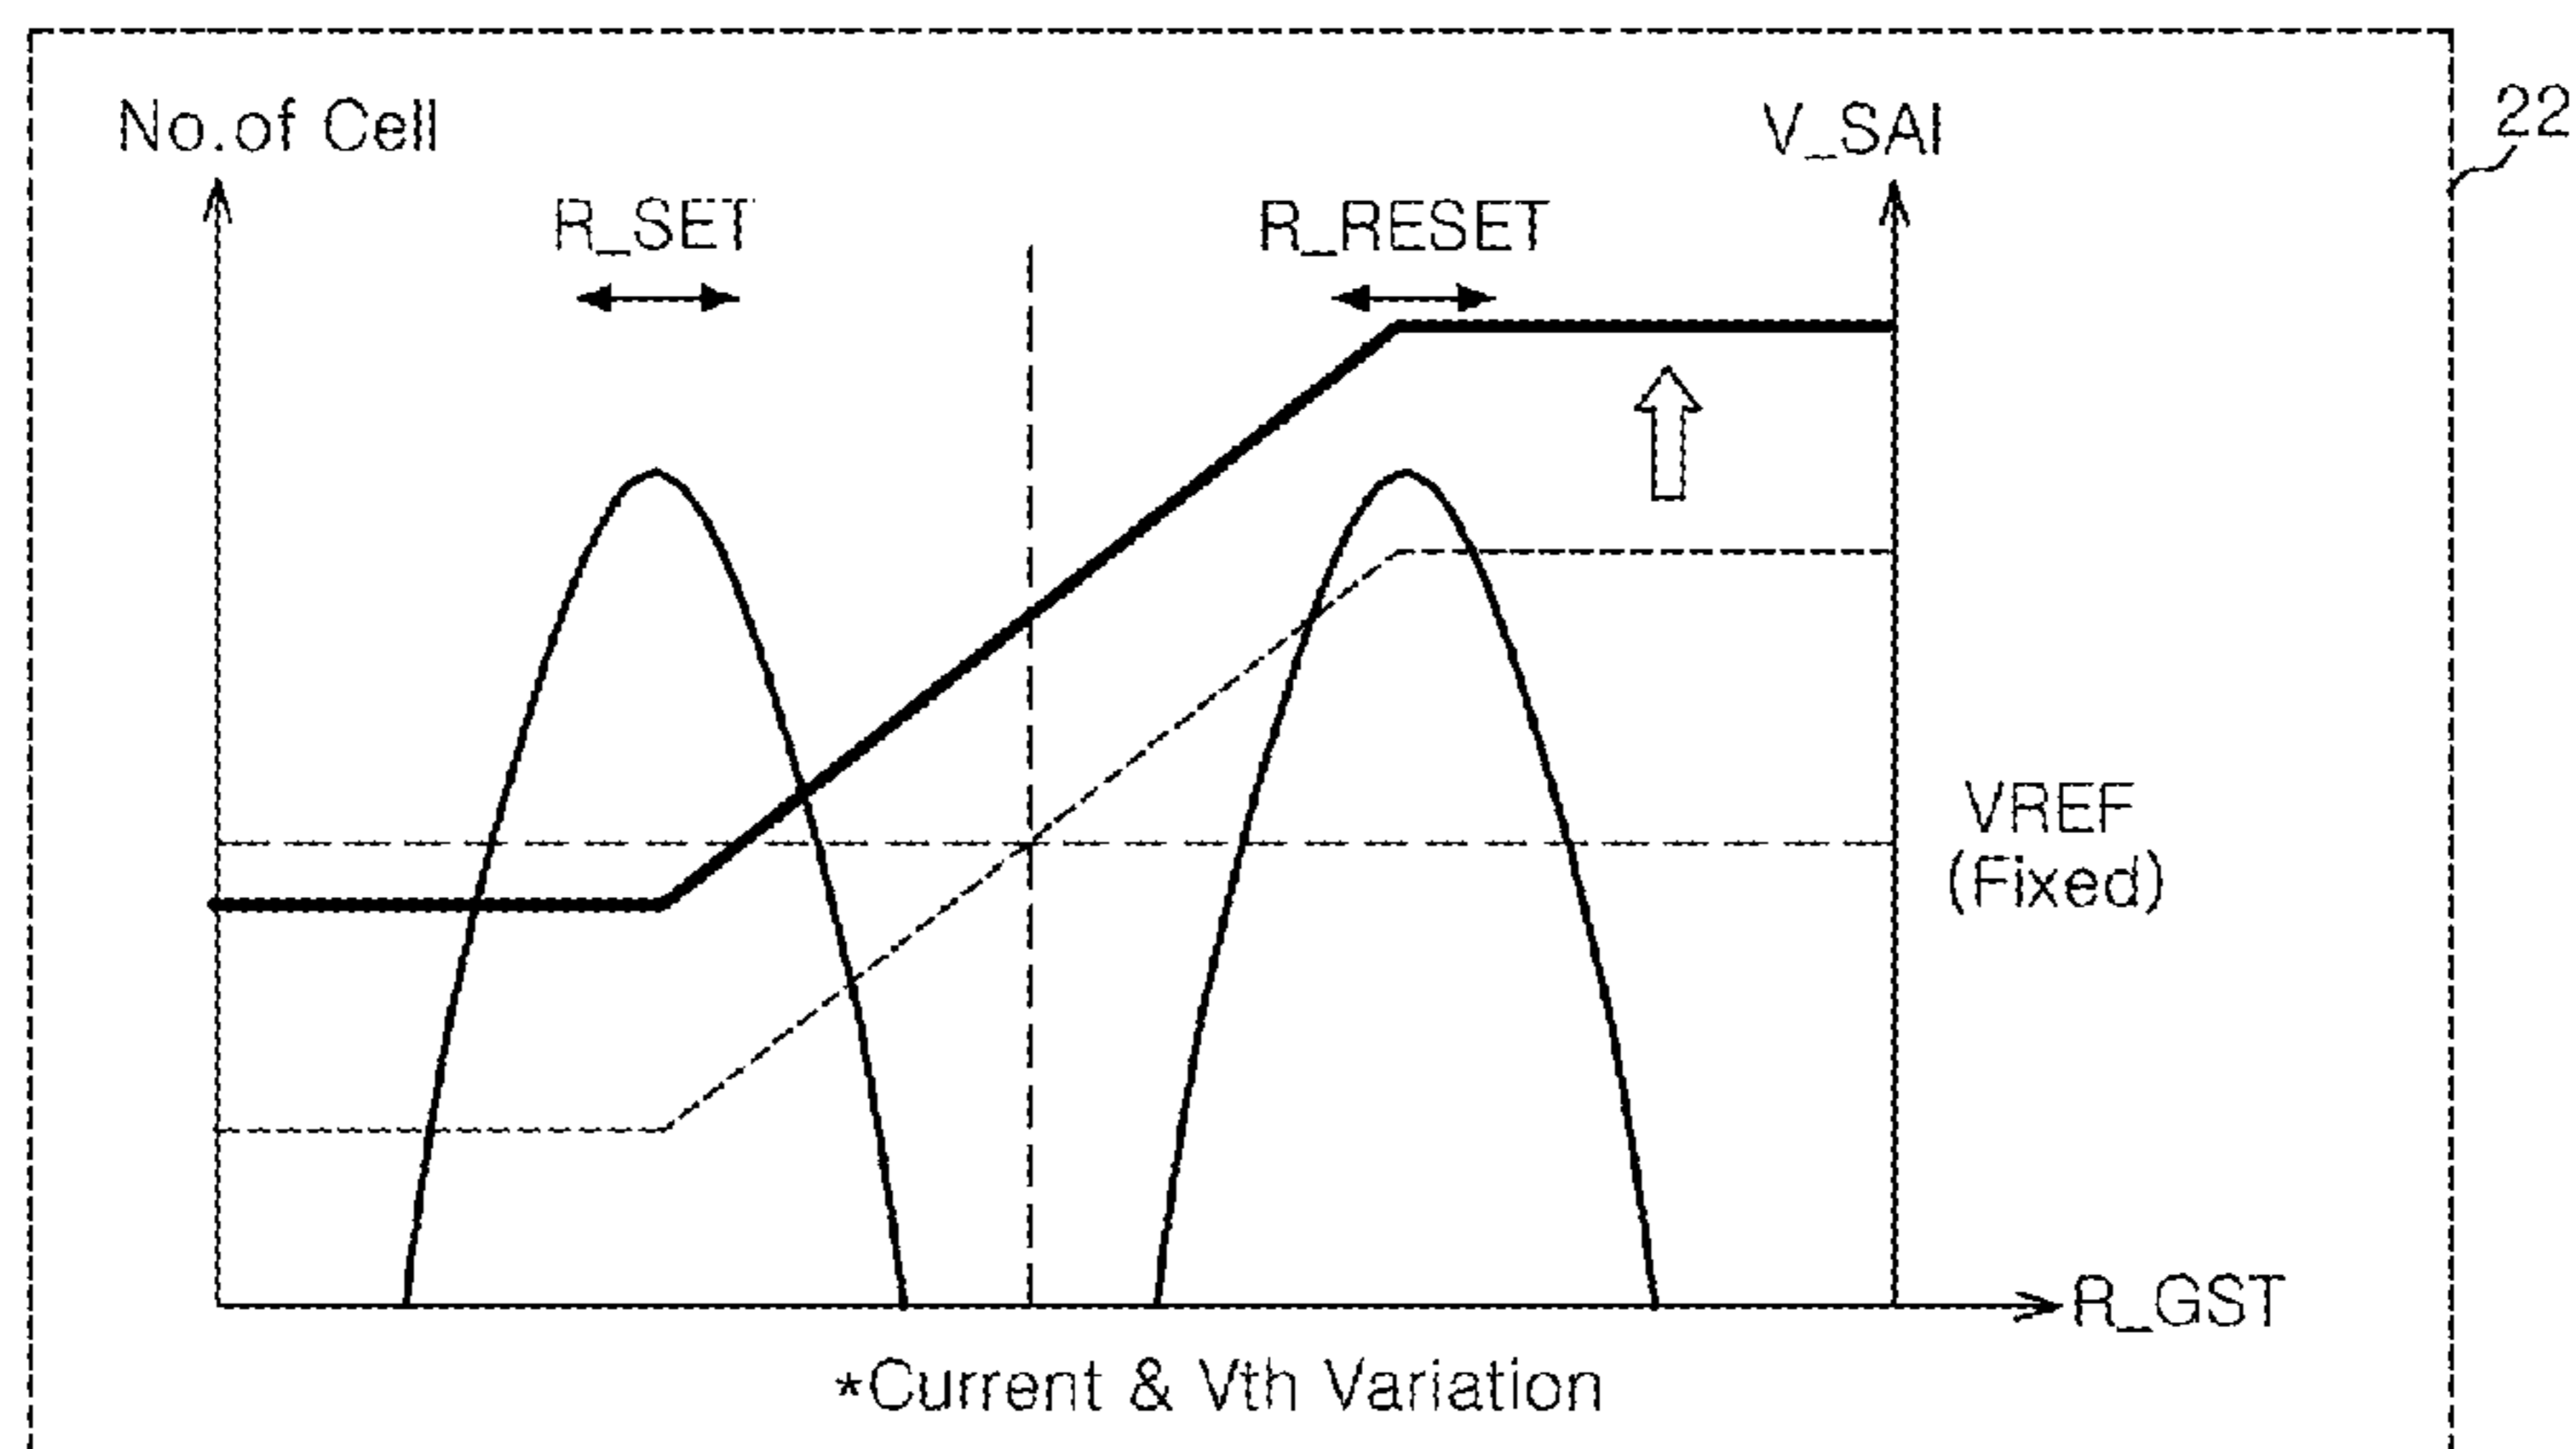 No.of Cell
V_SAI
22
R_SET
R_RESET
VREF
(Fixed)
R_GST
*Current & Vth Variation